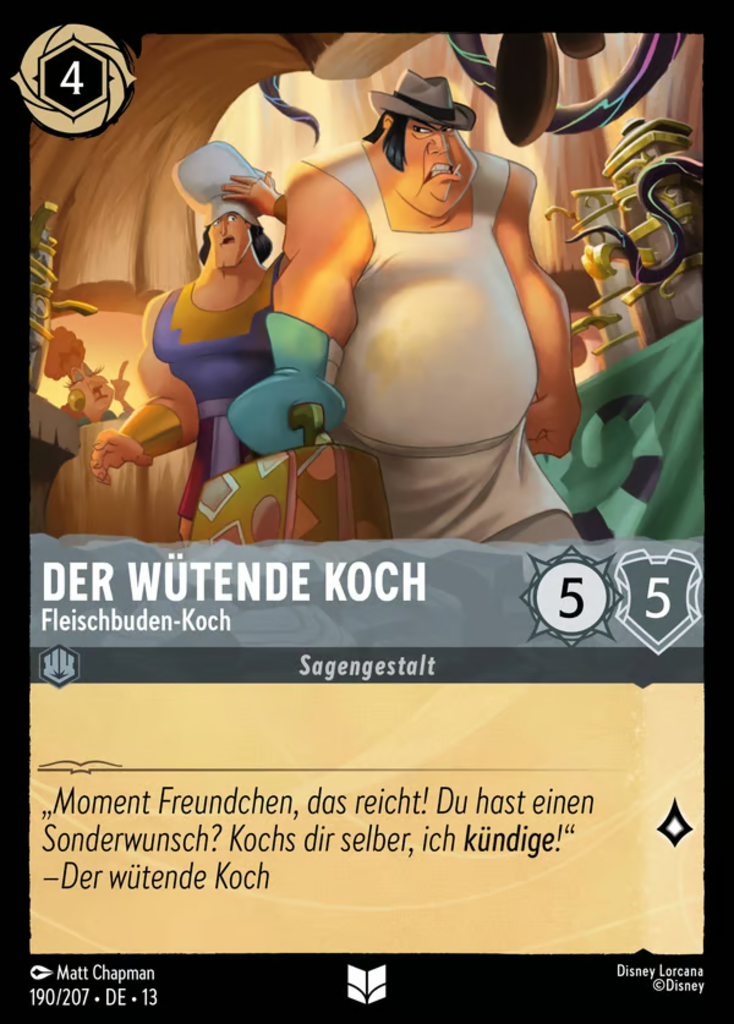 4
DER WÜTENDE KOCH
Fleischbuden-Koch
5
5
Sagengestalt
„Moment Freundchen, das reicht! Du hast einen
Sonderwunsch? Kochs dir selber, ich kündige!“
–Der wütende Koch
Matt Chapman
190/207 • DE • 13
Disney Lorcana
©Disney